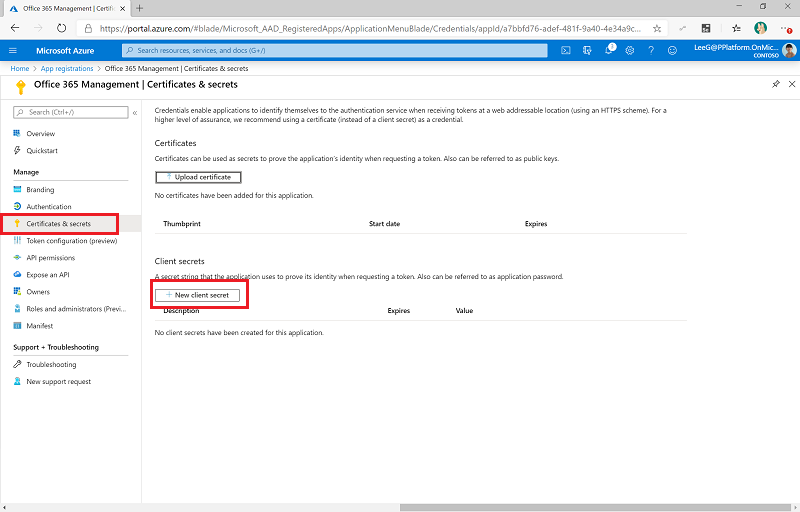 Office 365 Management | Certifi
https://portal.azure.com/#blade/Microsoft_AAD_RegisteredApps/ApplicationMenuBlade/Credentials/appId/a7bbfd76-adef-481f-9a40-4e34a9c...
Microsoft Azure
Search resources, services, and docs (G+/)
LeeG@PPlatform.OnMic...
CONTOSO
Home > App registrations > Office 365 Management | Certificates & secrets
Office 365 Management | Certificates & secrets
Search (Ctrl+/)
Overview
Quickstart
Manage
Branding
Authentication
Certificates & secrets
Token configuration (preview)
API permissions
Expose an API
Owners
Roles and administrators (Previ...
Manifest
Support + Troubleshooting
Troubleshooting
New support request
Credentials enable applications to identify themselves to the authentication service when receiving tokens at a web addressable location (using an HTTPS scheme). For a
higher level of assurance, we recommend using a certificate (instead of a client secret) as a credential.
Certificates
Certificates can be used as secrets to prove the application's identity when requesting a token. Also can be referred to as public keys.
Upload certificate
No certificates have been added for this application.
Thumbprint Start date Expires
Client secrets
A secret string that the application uses to prove its identity when requesting a token. Also can be referred to as application password.
New client secret
Description Expires Value
No client secrets have been created for this application.